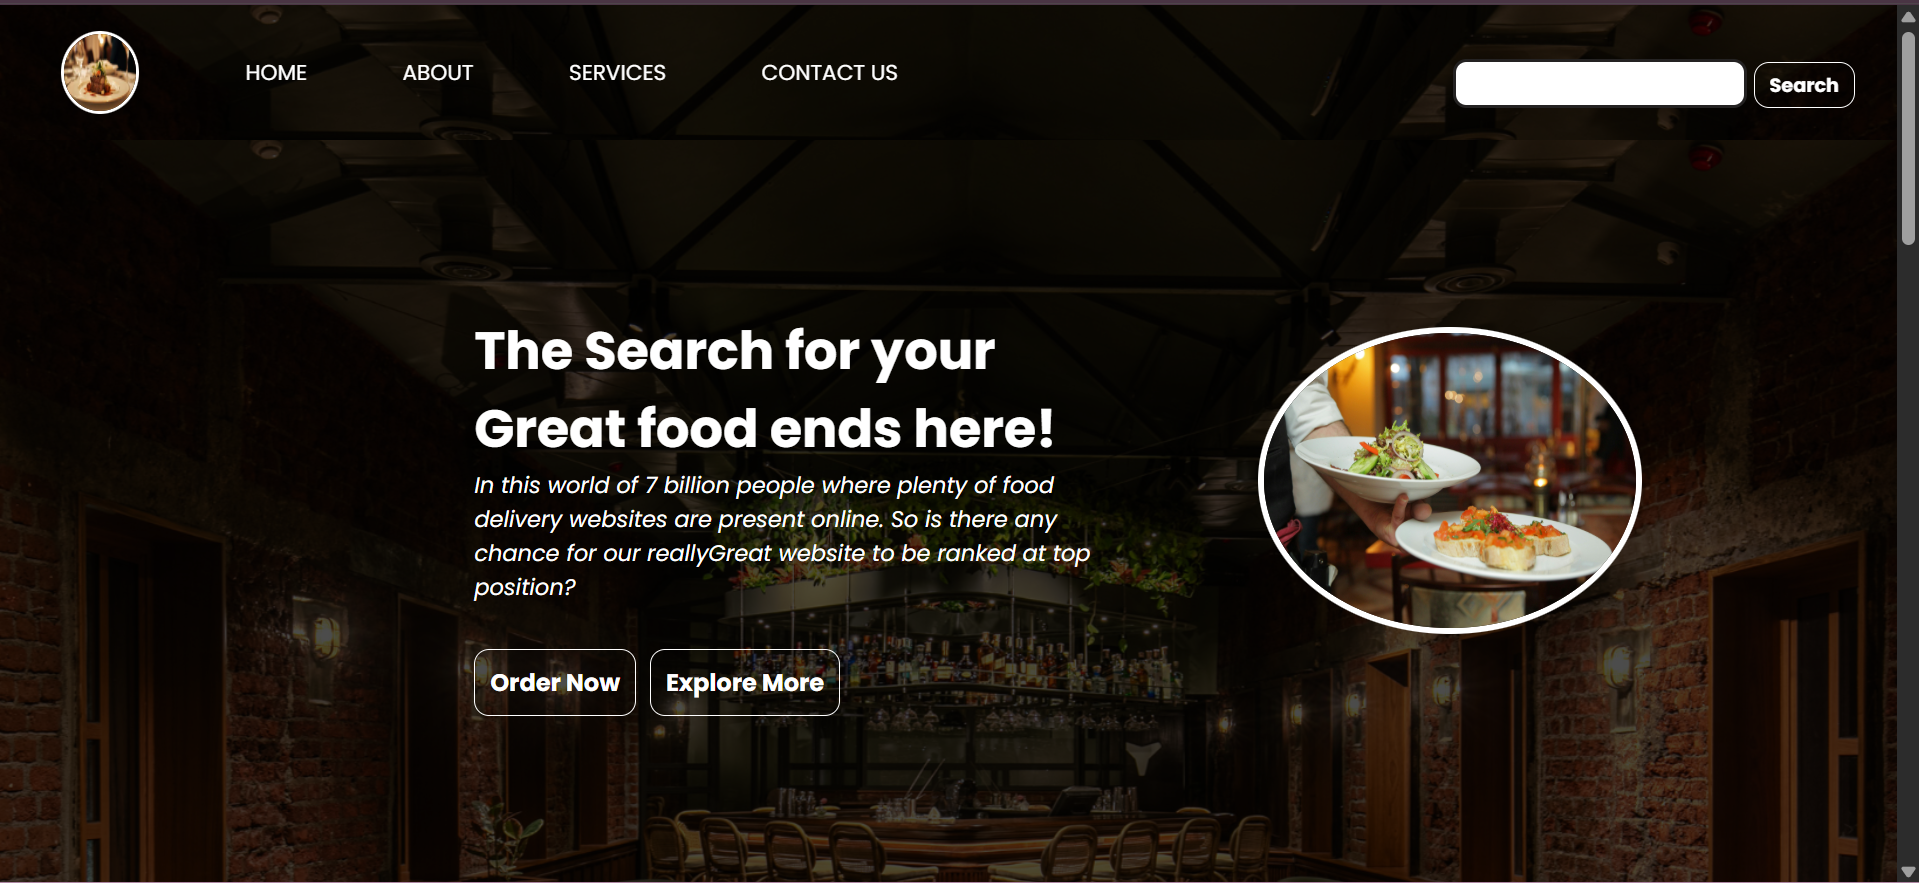 HOME
ABOUT
SERVICES
CONTACT US
Search
The Search for your
Great food ends here!
In this world of 7 billion people where plenty of food
delivery websites are present online. So is there any
chance for our reallyGreat website to be ranked at top
position?
Order Now
Explore More